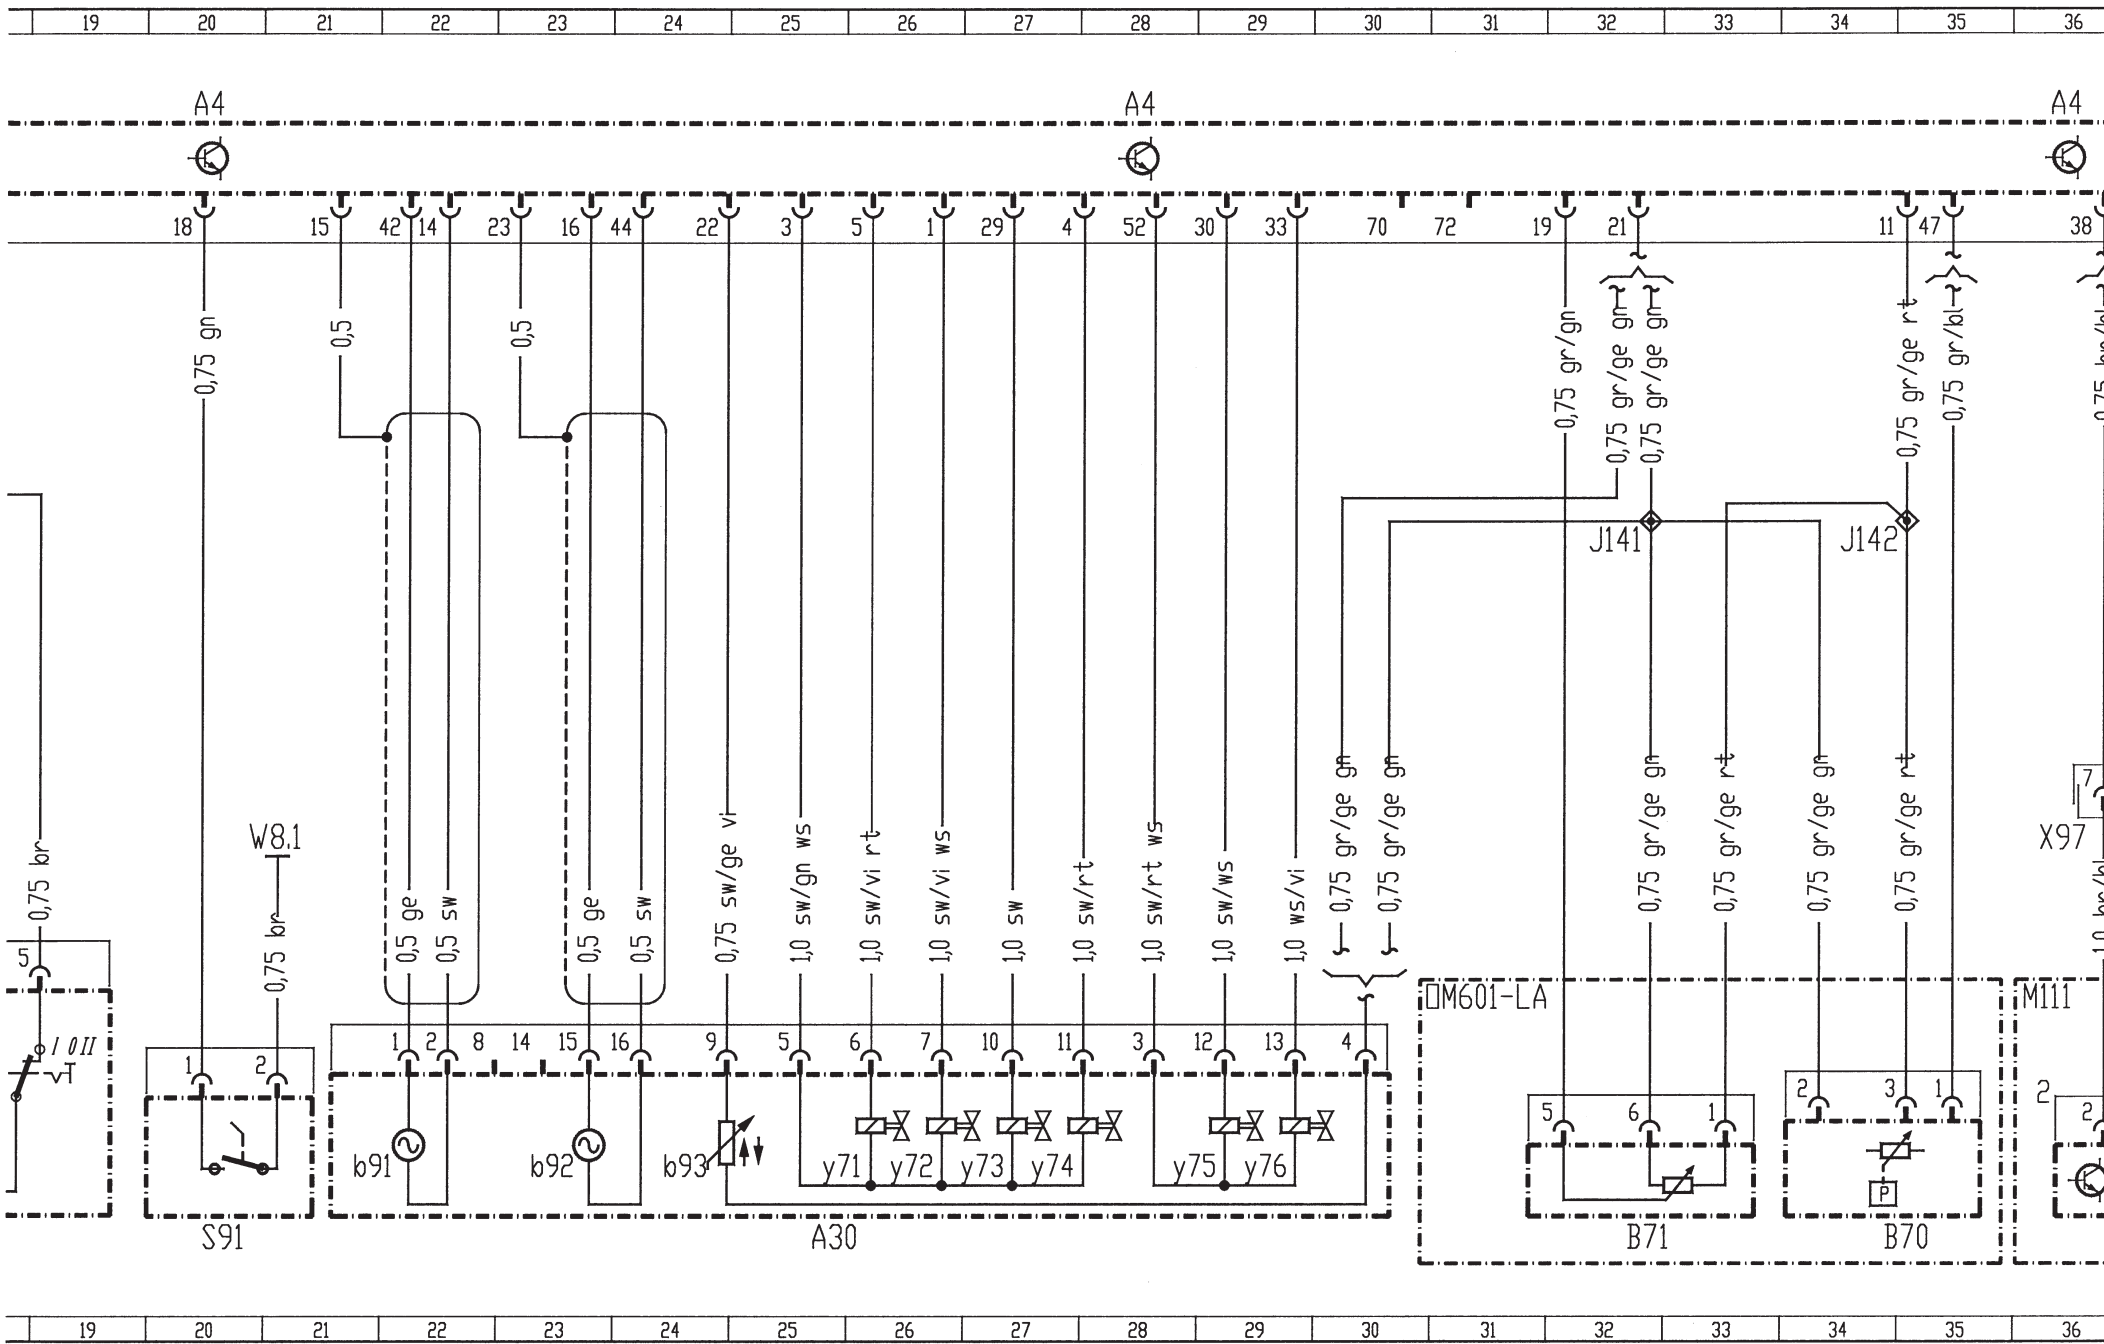 19 20 21 22 23 24 25 26 27 28 29 30 31 32 33 34 35 36
A4 A4 A4
18 15 42 14 23 16 44 22 3 5 1 29 4 52 30 33 70 72 19 21 11 47 38
0,75 gn
0,5
0,5
0,75 gr/gn
0,75 gr/ge gn
0,75 gr/ge gn
0,75 gr/ge rt
0,75 gr/bl
J141 J142
7
X97
W8.1
0,75 br
0,75 br
0,5 ge
0,5 sw
0,5 ge
0,5 sw
0,75 sw/ge vi
1,0 sw/gn ws
1,0 sw/vi rt
1,0 sw/vi ws
1,0 sw
1,0 sw/rt
1,0 sw/rt ws
1,0 sw/ws
1,0 ws/vi
0,75 gr/ge gn
0,75 gr/ge gn
0,75 gr/ge gn
0,75 gr/ge rt
0,75 gr/ge gn
0,75 gr/ge rt
5
OM601-LA
M111
I 0 II
1 2
1 2 8 14 15 16 9 5 6 7 10 11 3 12 13 4
5 6 1
2 3 1
2
2
b91 b92 b93 y71 y72 y73 y74 y75 y76
P
S91 A30 B71 B70
19 20 21 22 23 24 25 26 27 28 29 30 31 32 33 34 35 36